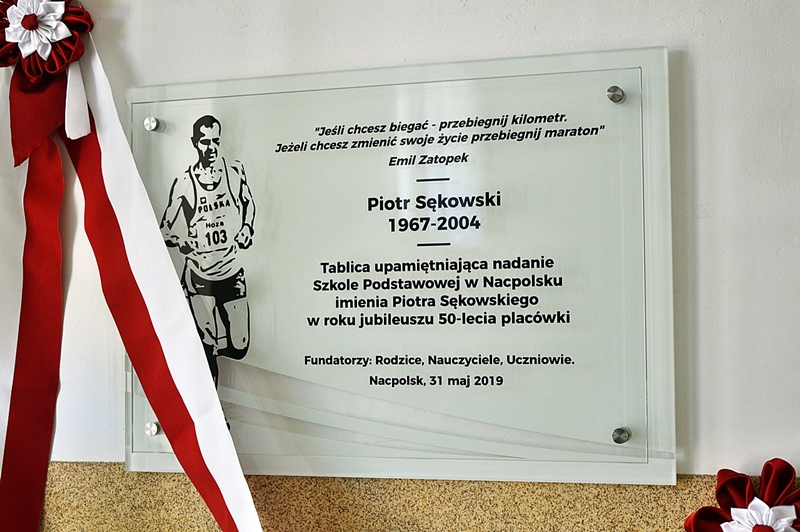 "Jeśli chcesz biegać - przebiegnij kilometr.
Jeżeli chcesz zmienić swoje życie przebiegnij maraton"
Emil Zatopek
Piotr Sękowski
1967-2004
Tablica upamiętniająca nadanie
Szkole Podstawowej w Nacpolsku
imienia Piotra Sękowskiego
w roku jubileuszu 50-lecia placówki
Fundatorzy: Rodzice, Nauczyciele, Uczniowie.
Nacpolsk, 31 maj 2019
POLSKA
Hoza
103